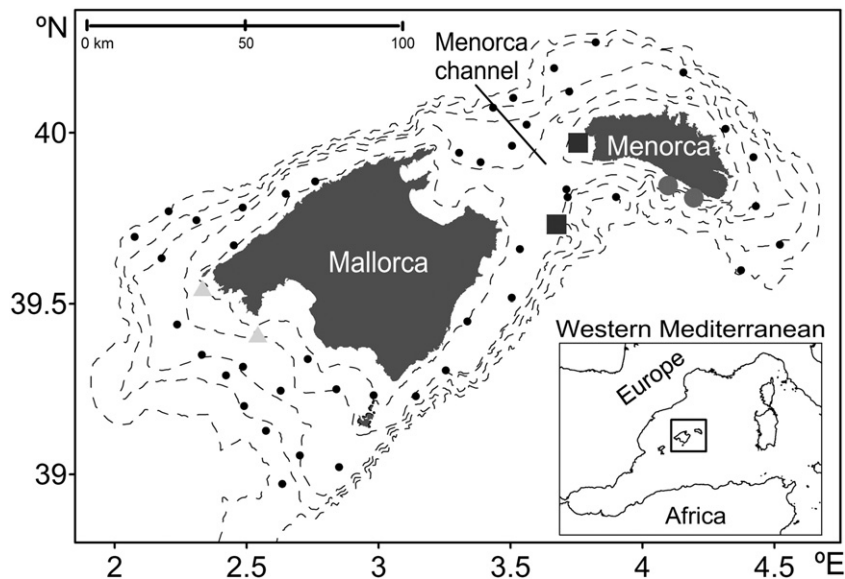 ºN
0 km
50
100
Menorca
channel
40
Menorca
Mallorca
39.5
Western Mediterranean
Europe
39
Africa
2
2.5
3
3.5
4
4.5
ºE